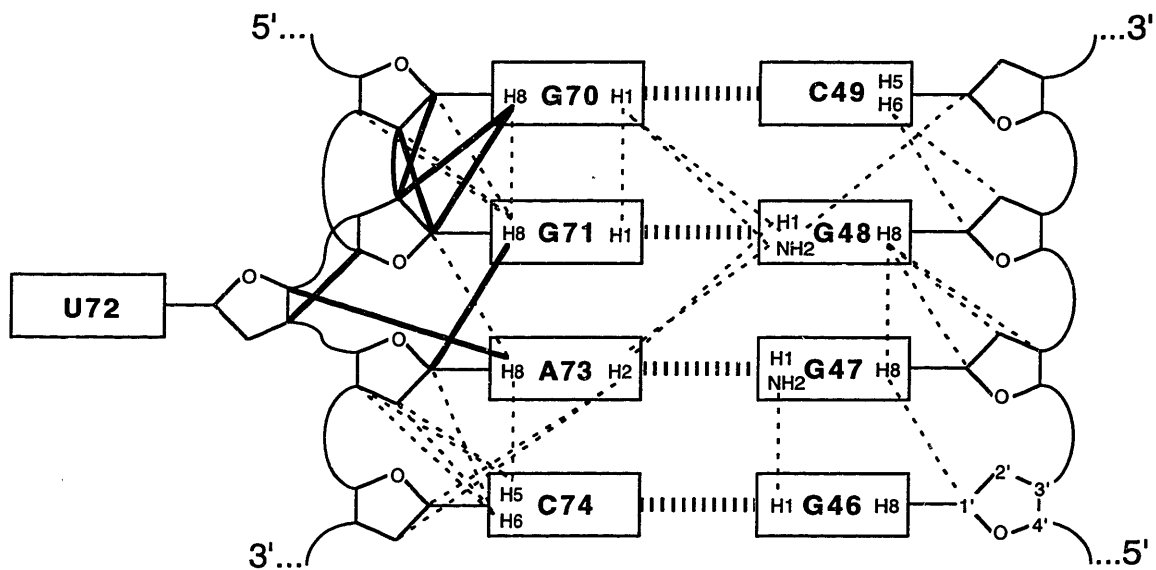 5'... ...3'
O H8 G70 H1 C49 H5 H6 O
H8 G71 H1 H1 NH2 G48 H8
O O
U72 O
O H8 A73 H2 H1 NH2 G47 H8 O
O H5 H6 C74 H1 G46 H8 1' 2' 3' 4' O
3'... ...5'